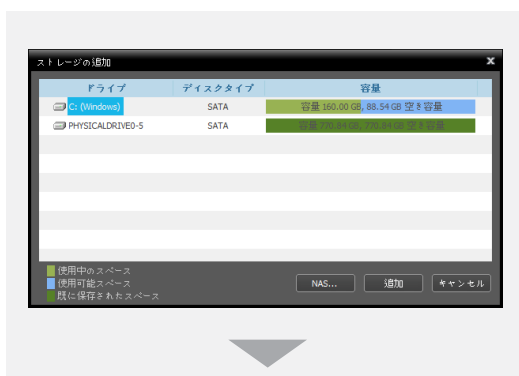 ストレージの追加
X
ドライブ ディスクタイプ 容量
C: (Windows) SATA 容量 160.00 GB, 88.54 GB 空き容量
PHYSICALDRIVE0-5 SATA 容量 770.84 GB, 770.84 GB 空き容量
使用中のスペース
使用可能スペース
既に保存されたスペース
NAS... 追加 キャンセル